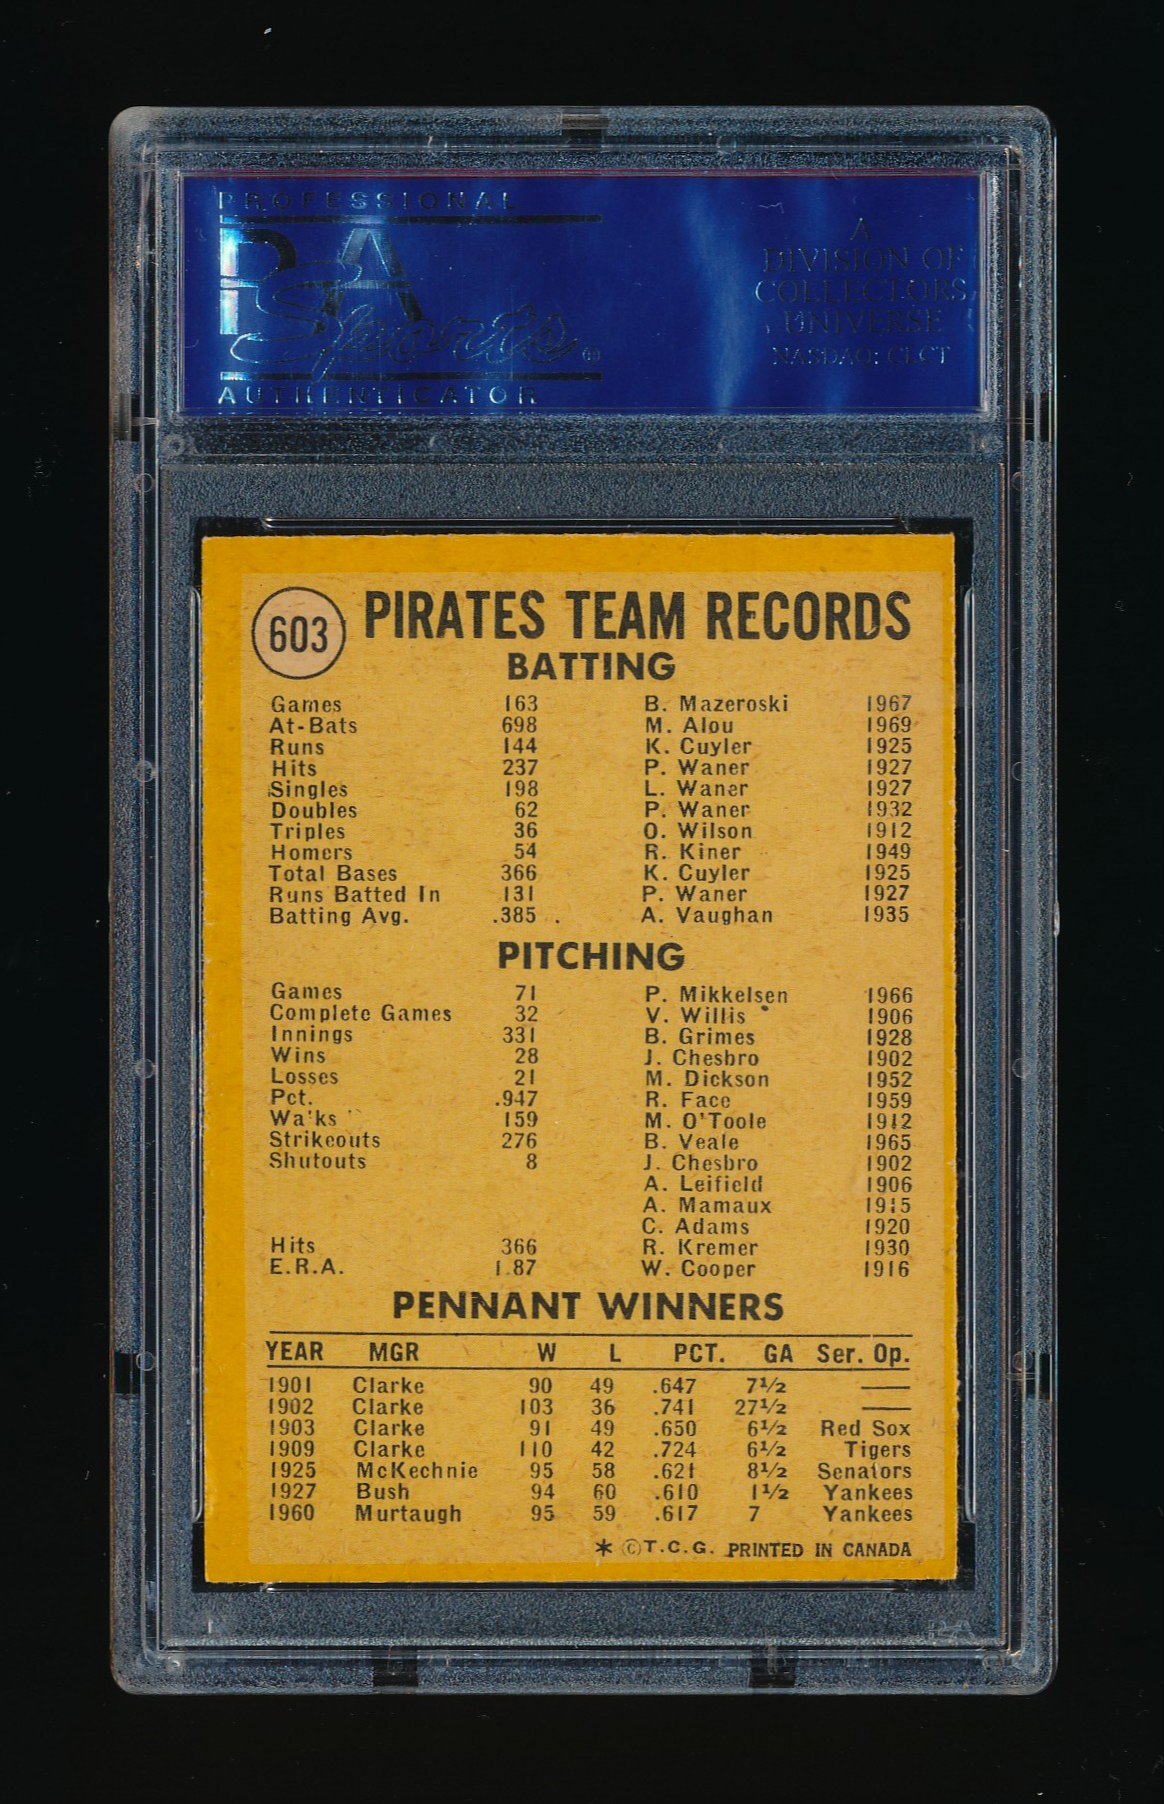 PROFESSIONAL
PSA
Sports ®
AUTHENTICATOR
A
DIVISION OF
COLLECTORS
UNIVERSE
NASDAQ: CLCT
603 PIRATES TEAM RECORDS
BATTING
Games 163 B. Mazeroski 1967
At-Bats 698 M. Alou 1969
Runs 144 K. Cuyler 1925
Hits 237 P. Waner 1927
Singles 198 L. Waner 1927
Doubles 62 P. Waner 1932
Triples 36 O. Wilson 1912
Homers 54 R. Kiner 1949
Total Bases 366 K. Cuyler 1925
Runs Batted In 131 P. Waner 1927
Batting Avg. .385 A. Vaughan 1935
PITCHING
Games 71 P. Mikkelsen 1966
Complete Games 32 V. Willis 1906
Innings 331 B. Grimes 1928
Wins 28 J. Chesbro 1902
Losses 21 M. Dickson 1952
Pct. .947 R. Face 1959
Walks 159 M. O'Toole 1912
Strikeouts 276 B. Veale 1965
Shutouts 8 J. Chesbro 1902
A. Leifield 1906
A. Mamaux 1915
C. Adams 1920
Hits 366 R. Kremer 1930
E.R.A. 1.87 W. Cooper 1916
PENNANT WINNERS
YEAR MGR W L PCT. GA Ser. Op.
1901 Clarke 90 49 .647 7½ ——
1902 Clarke 103 36 .741 27½ ——
1903 Clarke 91 49 .650 6½ Red Sox
1909 Clarke 110 42 .724 6½ Tigers
1925 McKechnie 95 58 .621 8½ Senators
1927 Bush 94 60 .610 1½ Yankees
1960 Murtaugh 95 59 .617 7 Yankees
* ©T.C.G. PRINTED IN CANADA